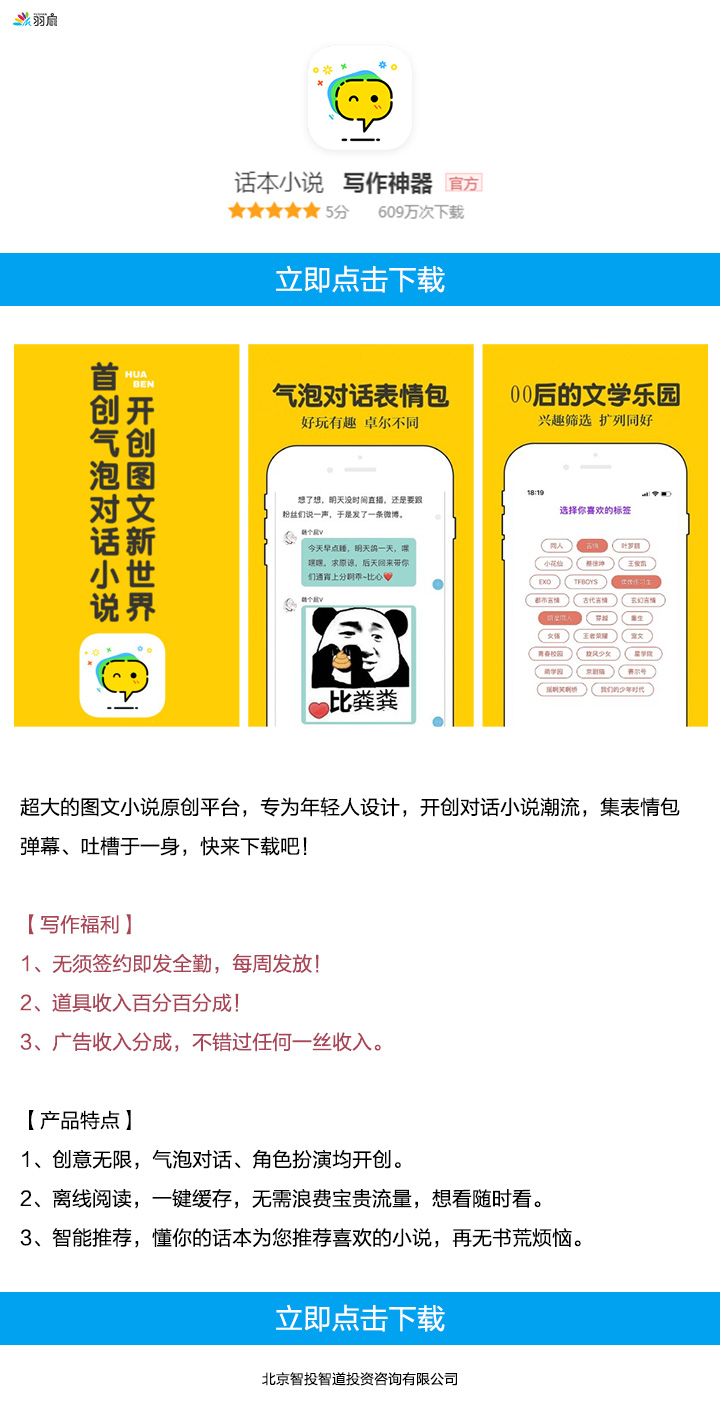 羽扇
话本小说 写作神器 官方
5分 609万次下载
立即点击下载
首创气泡对话小说
HUA
BEN
开创图文新世界
气泡对话表情包
好玩有趣 卓尔不同
想了想，明天没时间直播，还是要跟
粉丝们说一声，于是发了一条微博。
今天早点睡，明天鸽一天，嘿
嘿嘿。求原谅，后天回来带你
们通宵上分啊乖~比心
比粪粪
00后的文学乐园
兴趣筛选 扩列同好
18:19
选择你喜欢的标签
同人 言情 叶罗丽
小花仙 蔡徐坤 王俊凯
EXO TFBOYS
都市言情 古代言情 玄幻言情
明星同人 穿越 重生
女强 王者荣耀 宠文
青春校园 旋风少女 星学院
萌学园 京剧猫 赛尔号
摇啊笑啊桥 我们的少年时代
超大的图文小说原创平台，专为年轻人设计，开创对话小说潮流，集表情包
弹幕、吐槽于一身，快来下载吧！
【写作福利】
1、无须签约即发全勤，每周发放！
2、道具收入百分百分成！
3、广告收入分成，不错过任何一丝收入。
【产品特点】
1、创意无限，气泡对话、角色扮演均开创。
2、离线阅读，一键缓存，无需浪费宝贵流量，想看随时看。
3、智能推荐，懂你的话本为您推荐喜欢的小说，再无书荒烦恼。
立即点击下载
北京智投智道投资咨询有限公司